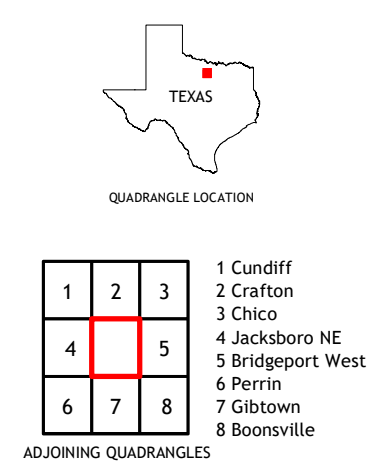 TEXAS
QUADRANGLE LOCATION
1 2 3
4 5
6 7 8
1 Cundiff
2 Crafton
3 Chico
4 Jacksboro NE
5 Bridgeport West
6 Perrin
7 Gibtown
8 Boonsville
ADJOINING QUADRANGLES